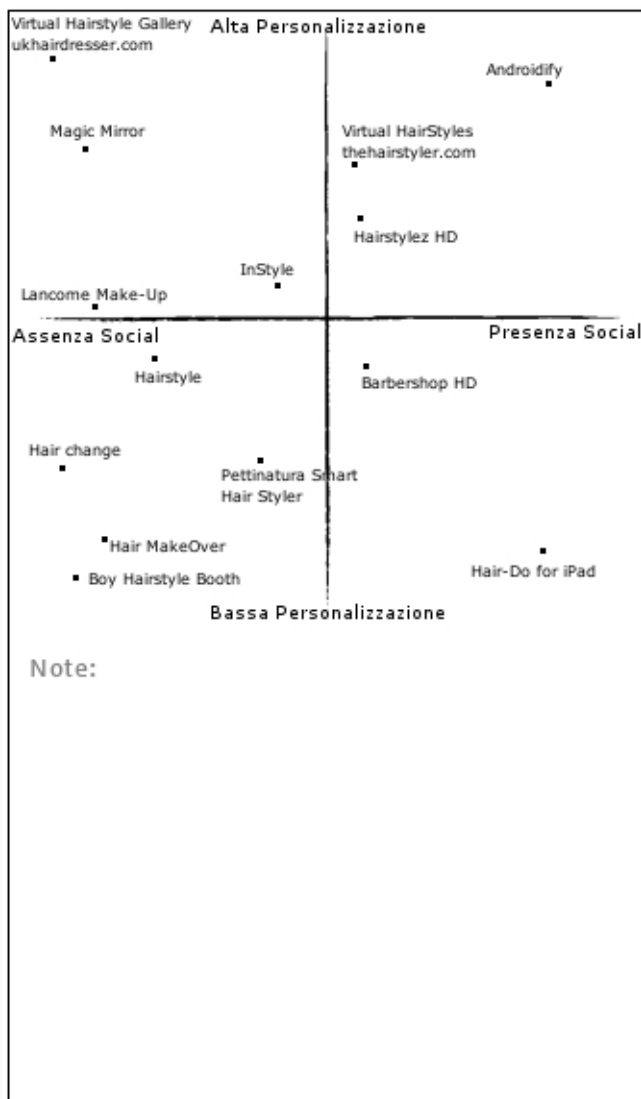 Virtual Hairstyle Gallery
ukhairdresser.com
Alta Personalizzazione
Androidify
Magic Mirror
Virtual HairStyles
thehairstyler.com
Hairstylez HD
InStyle
Lancome Make-Up
Assenza Social
Presenza Social
Hairstyle
Barbershop HD
Hair change
Pettinatura Smart
Hair Styler
Hair MakeOver
Boy Hairstyle Booth
Hair-Do for iPad
Bassa Personalizzazione
Note: